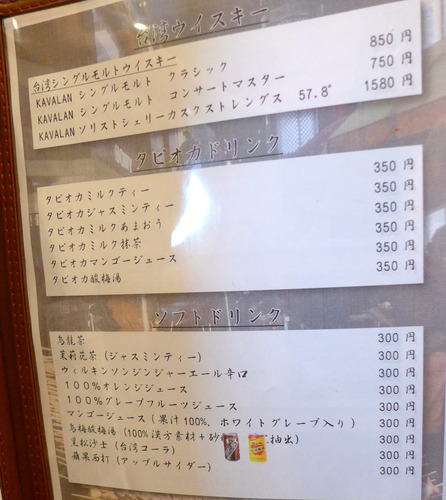 台湾ウイスキー
台湾シングルモルトウイスキー
KAVALAN シングルモルト クラシック 850 円
KAVALAN シングルモルト コンサートマスター 750 円
KAVALAN ソリストシェリーカスクストレングス 57.8° 1580 円
タピオカドリンク
タピオカミルクティー 350 円
タピオカジャスミンティー 350 円
タピオカミルクあまおう 350 円
タピオカミルク抹茶 350 円
タピオカマンゴージュース 350 円
タピオカ酸梅湯 350 円
ソフトドリンク
烏龍茶 300 円
茉莉花茶 (ジャスミンティー) 300 円
ウィルキンソンジンジャーエール辛口 300 円
100%オレンジジュース 300 円
100%グレープフルーツジュース 300 円
マンゴージュース (果汁100%、ホワイトグレープ入り) 300 円
烏梅酸梅湯 (100%漢方素材+砂 抽出) 300 円
黒松沙士 (台湾コーラ) 300 円
蘋果西打 (アップルサイダー) 300 円